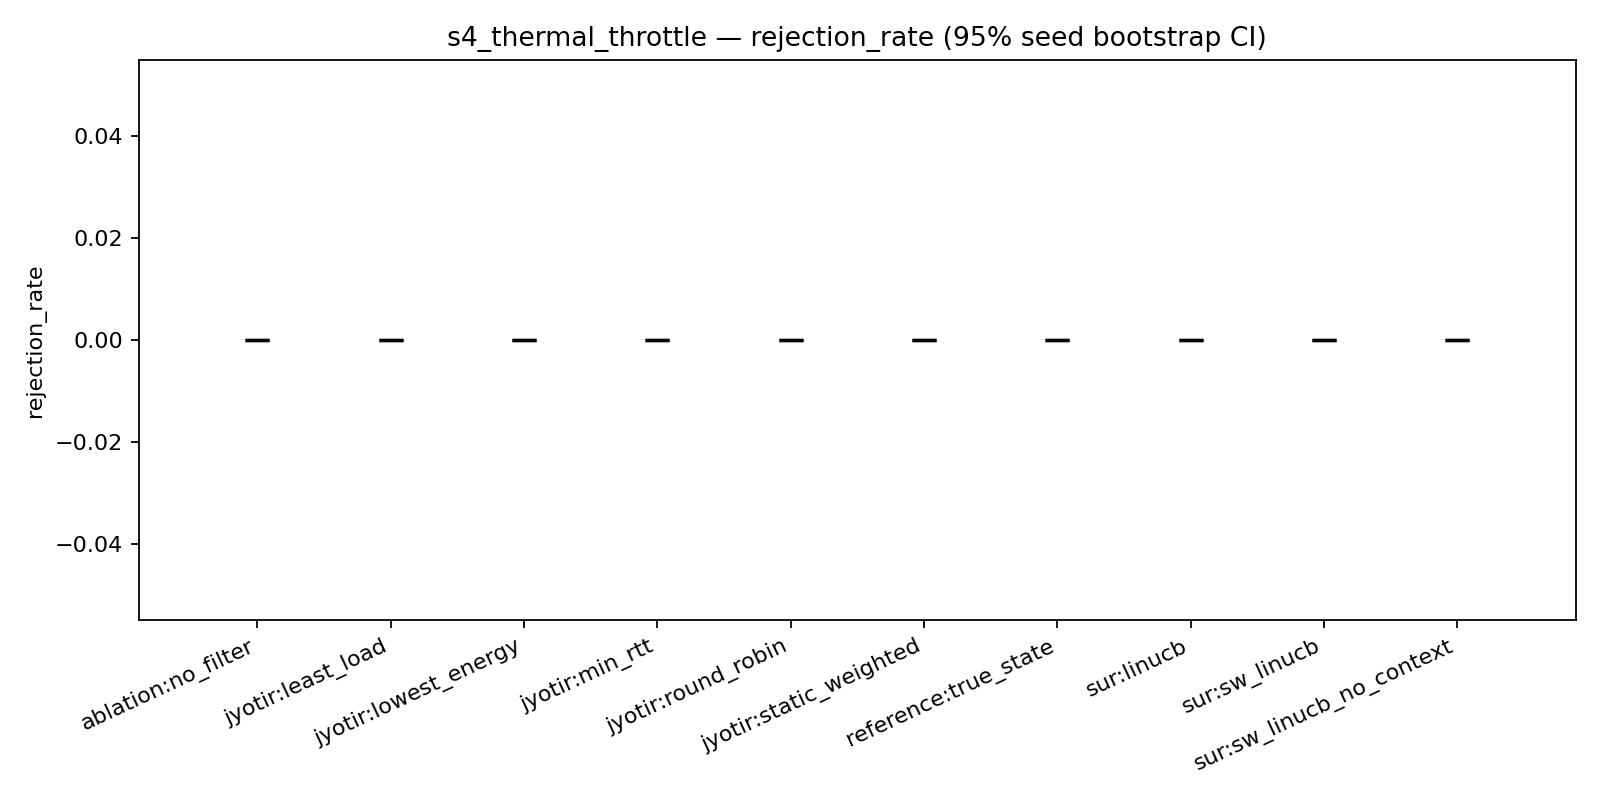 s4_thermal_throttle — rejection_rate (95% seed bootstrap CI)
rejection_rate
0.04
0.02
0.00
−0.02
−0.04
ablation:no_filter
jyotir:least_load
jyotir:lowest_energy
jyotir:min_rtt
jyotir:round_robin
jyotir:static_weighted
reference:true_state
sur:linucb
sur:sw_linucb
sur:sw_linucb_no_context